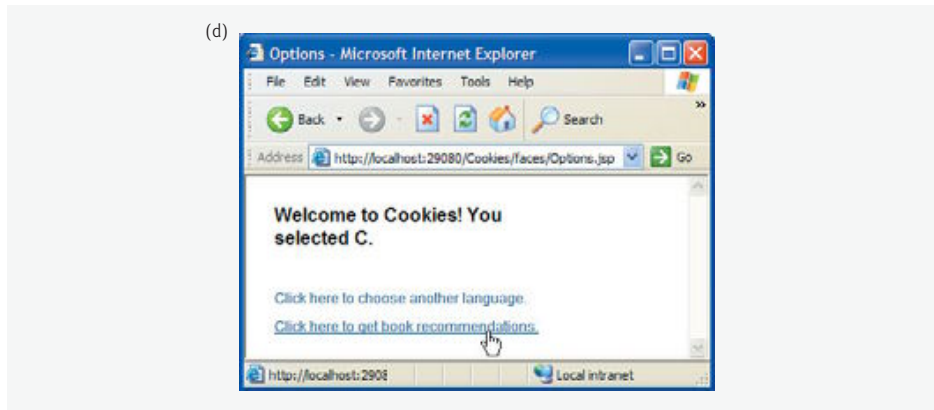 (d)
Options - Microsoft Internet Explorer
File Edit View Favorites Tools Help
Back Search »
Address http://localhost:29080/Cookies/faces/Options.jsp Go
Welcome to Cookies! You
selected C.
Click here to choose another language.
Click here to get book recommendations.
http://localhost:2908 Local intranet